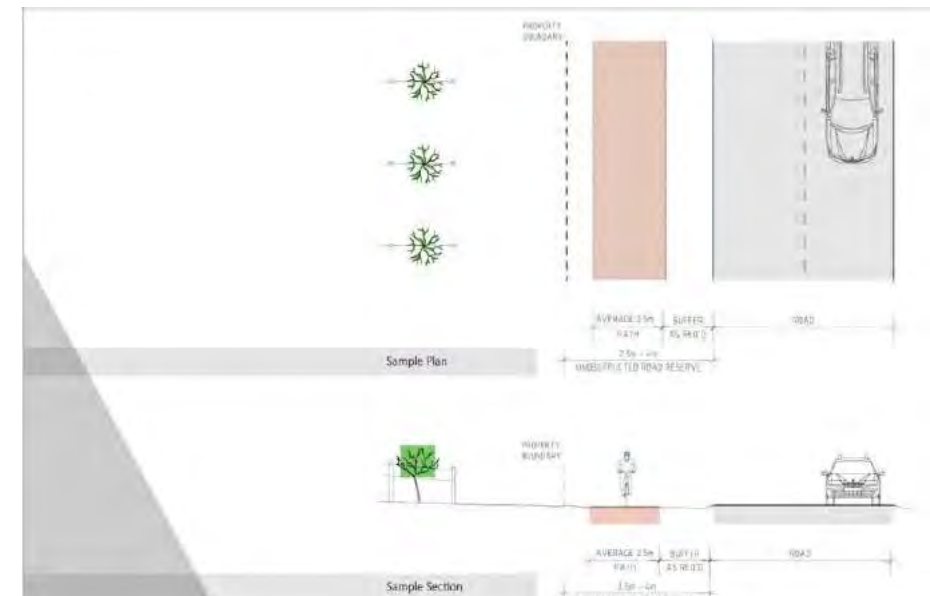 PROPERTY
BOUNDARY
AVERAGE 2.5m
PATH
BUFFER
AS REQ'D
ROAD
2.5m - 4m
UNOBSTRUCTED ROAD RESERVE
Sample Plan
PROPERTY
BOUNDARY
AVERAGE 2.5m
PATH
BUFFER
AS REQ'D
ROAD
2.5m - 4m
Sample Section